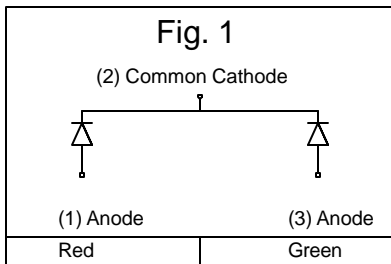 Fig. 1
(2) Common Cathode
(1) Anode (3) Anode
Red Green